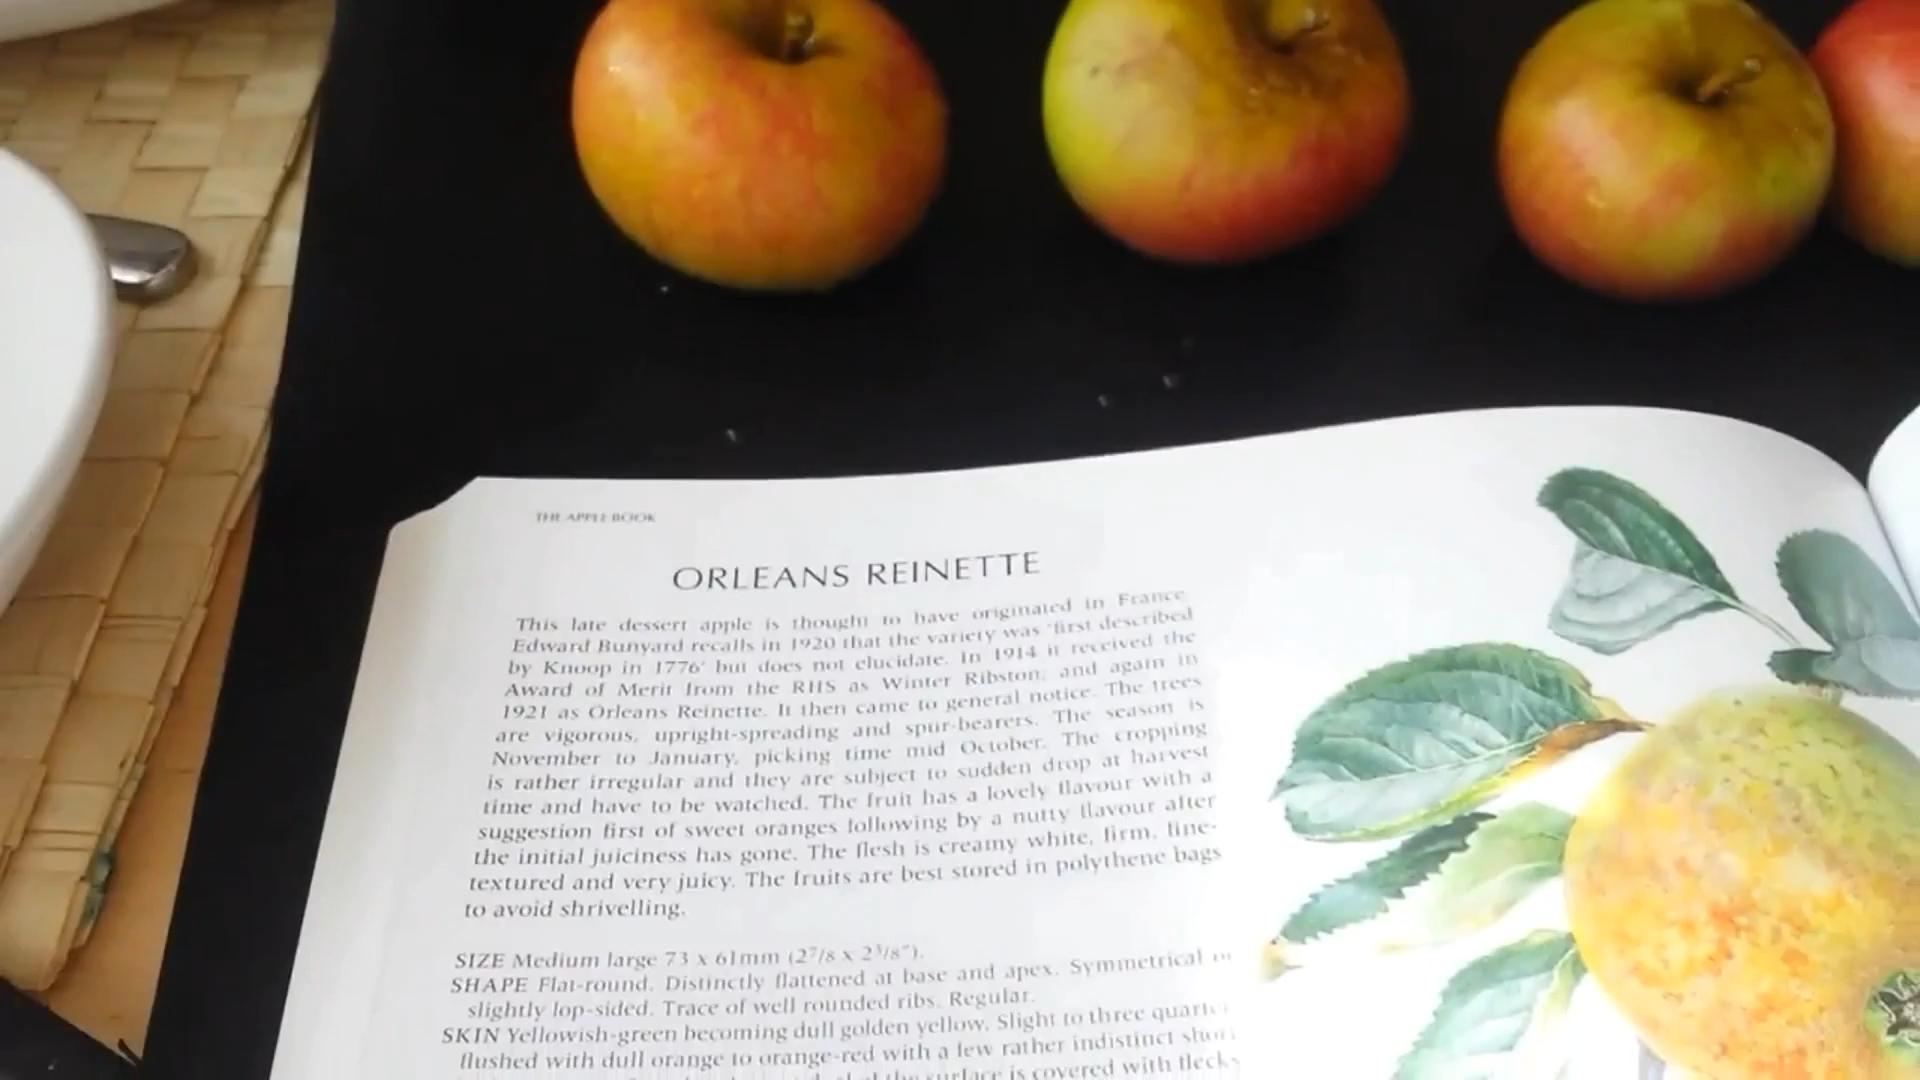 THE APPLE BOOK
ORLEANS REINETTE
This late dessert apple is thought to have originated in France
Edward Bunyard recalls in 1920 that the variety was 'first described
by Knoop in 1776' but does not elucidate. In 1914 it received the
Award of Merit from the RHS as Winter Ribston, and again in
1921 as Orleans Reinette. It then came to general notice. The trees
are vigorous, upright-spreading and spur-bearers. The season is
November to January, picking time mid October. The cropping
is rather irregular and they are subject to sudden drop at harvest
time and have to be watched. The fruit has a lovely flavour with a
suggestion first of sweet oranges following by a nutty flavour after
the initial juiciness has gone. The flesh is creamy white, firm, fine-
textured and very juicy. The fruits are best stored in polythene bags
to avoid shrivelling.
SIZE Medium large 73 x 61mm (2⁷/8 x 2³/8").
SHAPE Flat-round. Distinctly flattened at base and apex. Symmetrical or
slightly lop-sided. Trace of well rounded ribs. Regular.
SKIN Yellowish-green becoming dull golden yellow. Slight to three quarter
flushed with dull orange to orange-red with a few rather indistinct short
of the surface is covered with flecks